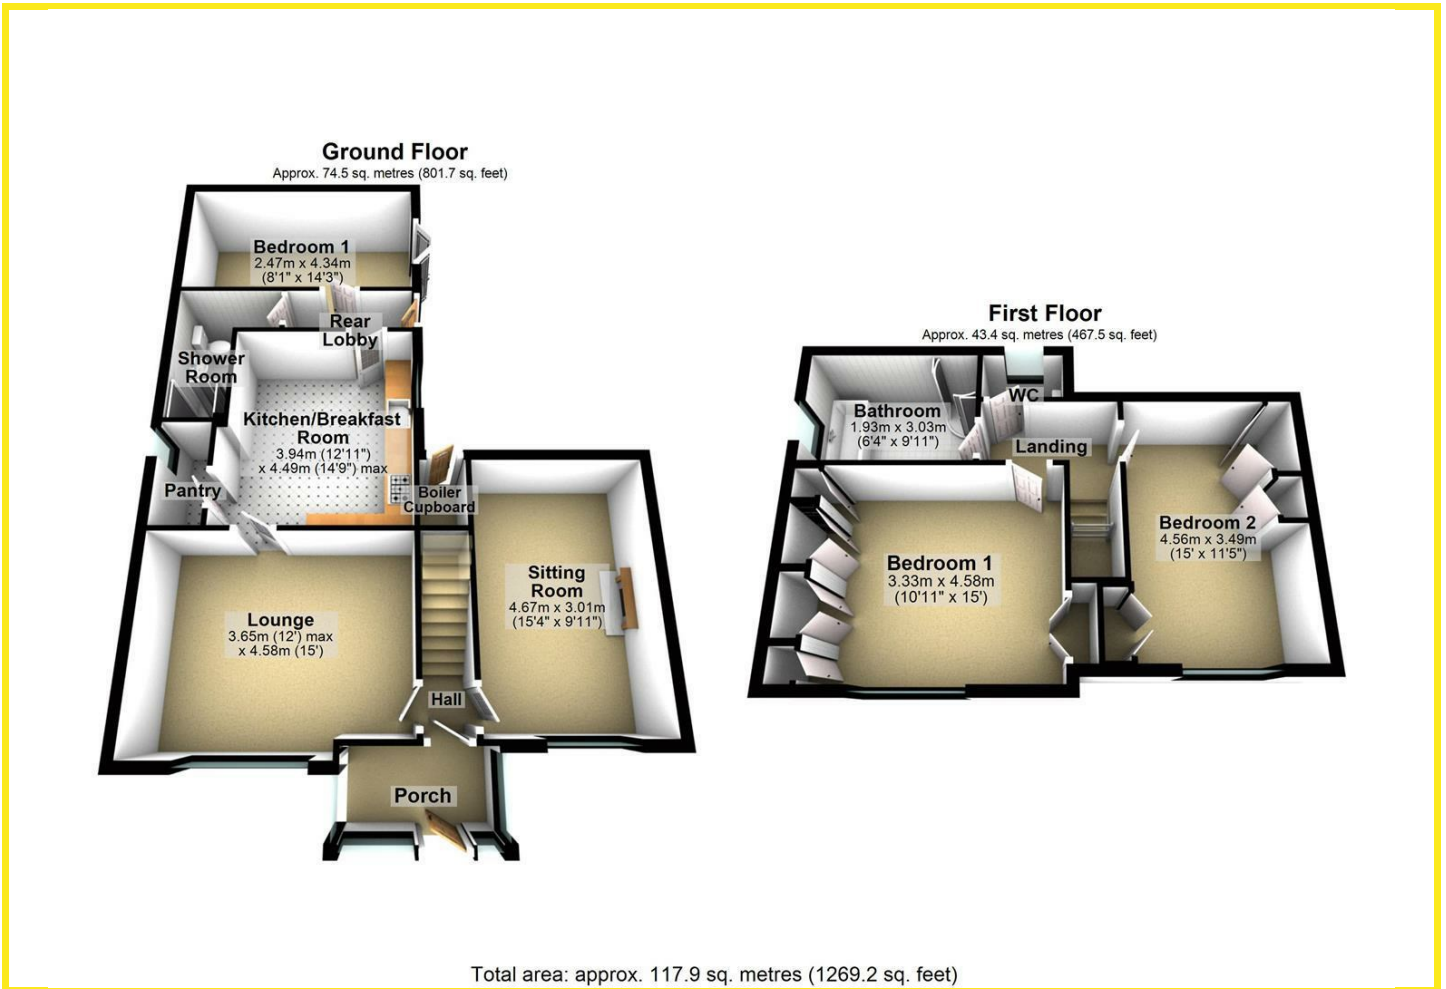 Ground Floor
Approx. 74.5 sq. metres (801.7 sq. feet)
Bedroom 1
2.47m x 4.34m
(8'1" x 14'3")
Rear
Lobby
Shower
Room
Kitchen/Breakfast
Room
3.94m (12'11")
x 4.49m (14'9") max
Pantry
Boiler
Cupboard
Sitting
Room
4.67m x 3.01m
(15'4" x 9'11")
Lounge
3.65m (12') max
x 4.58m (15')
Hall
Porch
First Floor
Approx. 43.4 sq. metres (467.5 sq. feet)
WC
Bathroom
1.93m x 3.03m
(6'4" x 9'11")
Landing
Bedroom 2
4.56m x 3.49m
(15' x 11'5")
Bedroom 1
3.33m x 4.58m
(10'11" x 15')
Total area: approx. 117.9 sq. metres (1269.2 sq. feet)